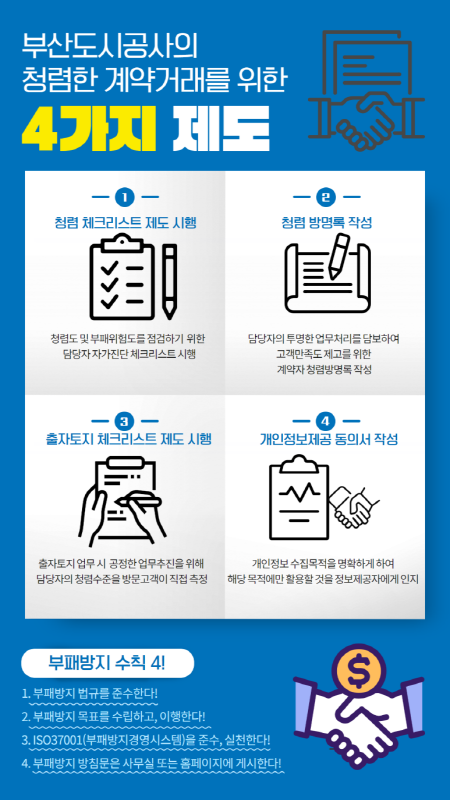 부산도시공사의
청렴한 계약거래를 위한
4가지 제도
1
청렴 체크리스트 제도 시행
청렴도 및 부패위험도를 점검하기 위한
담당자 자가진단 체크리스트 시행
2
청렴 방명록 작성
담당자의 투명한 업무처리를 담보하여
고객만족도 제고를 위한
계약자 청렴방명록 작성
3
출자토지 체크리스트 제도 시행
출자토지 업무 시 공정한 업무추진을 위해
담당자의 청렴수준을 방문고객이 직접 측정
4
개인정보제공 동의서 작성
개인정보 수집목적을 명확하게 하여
해당 목적에만 활용할 것을 정보제공자에게 인지
부패방지 수칙 4!
1. 부패방지 법규를 준수한다!
2. 부패방지 목표를 수립하고, 이행한다!
3. ISO37001(부패방지경영시스템)을 준수, 실천한다!
4. 부패방지 방침문은 사무실 또는 홈페이지에 게시한다!
$